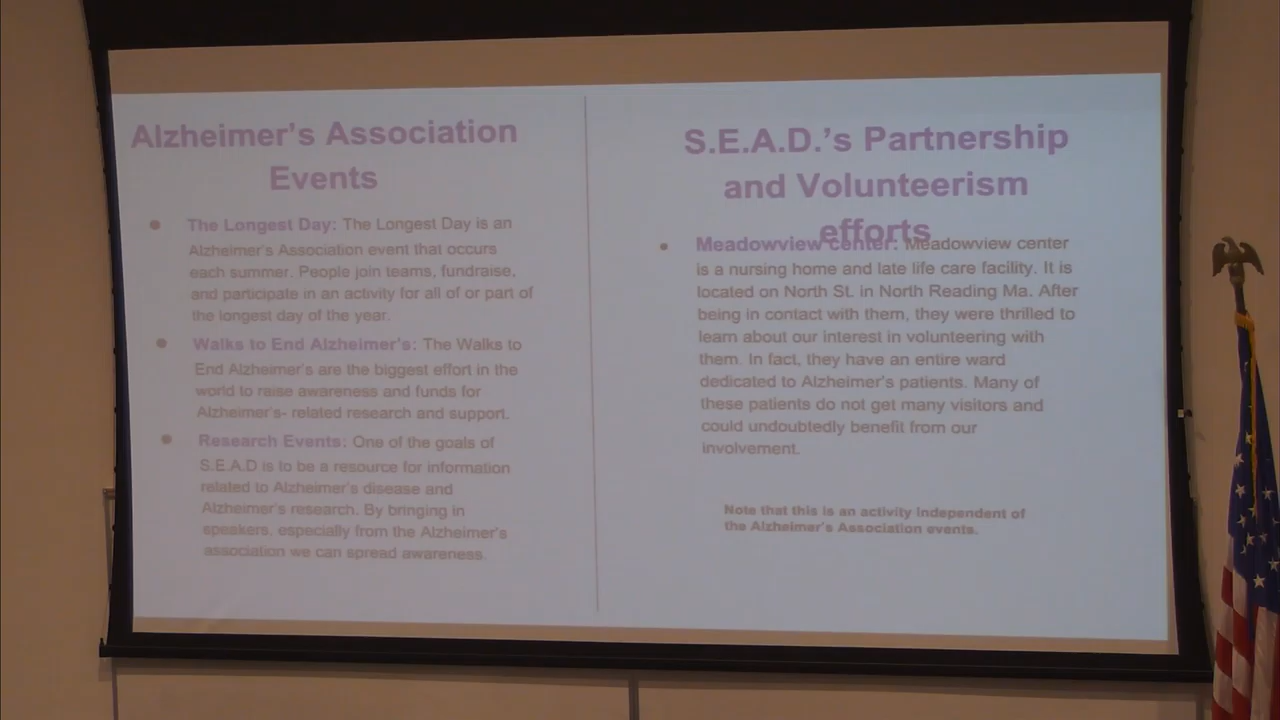 Alzheimer's Association
Events
The Longest Day: The Longest Day is an
Alzheimer's Association event that occurs
each summer. People join teams, fundraise,
and participate in an activity for all of or part of
the longest day of the year.
Walks to End Alzheimer's: The Walks to
End Alzheimer's are the biggest effort in the
world to raise awareness and funds for
Alzheimer's- related research and support.
Research Events: One of the goals of
S.E.A.D is to be a resource for information
related to Alzheimer's disease and
Alzheimer's research. By bringing in
speakers, especially from the Alzheimer's
association we can spread awareness.
S.E.A.D.'s Partnership
and Volunteerism
efforts
Meadowview center: Meadowview center
is a nursing home and late life care facility. It is
located on North St. in North Reading Ma. After
being in contact with them, they were thrilled to
learn about our interest in volunteering with
them. In fact, they have an entire ward
dedicated to Alzheimer's patients. Many of
these patients do not get many visitors and
could undoubtedly benefit from our
involvement.
Note that this is an activity independent of
the Alzheimer's Association events.